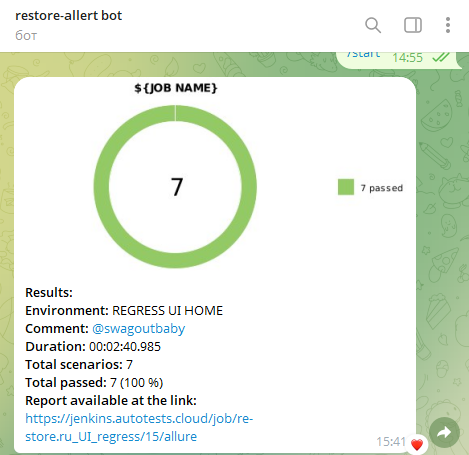 restore-allert bot
бот
/start 14:55
${JOB NAME}
7
7 passed
Results:
Environment: REGRESS UI HOME
Comment: @swagoutbaby
Duration: 00:02:40.985
Total scenarios: 7
Total passed: 7 (100 %)
Report available at the link:
https://jenkins.autotests.cloud/job/re-
store.ru_UI_regress/15/allure
15:41